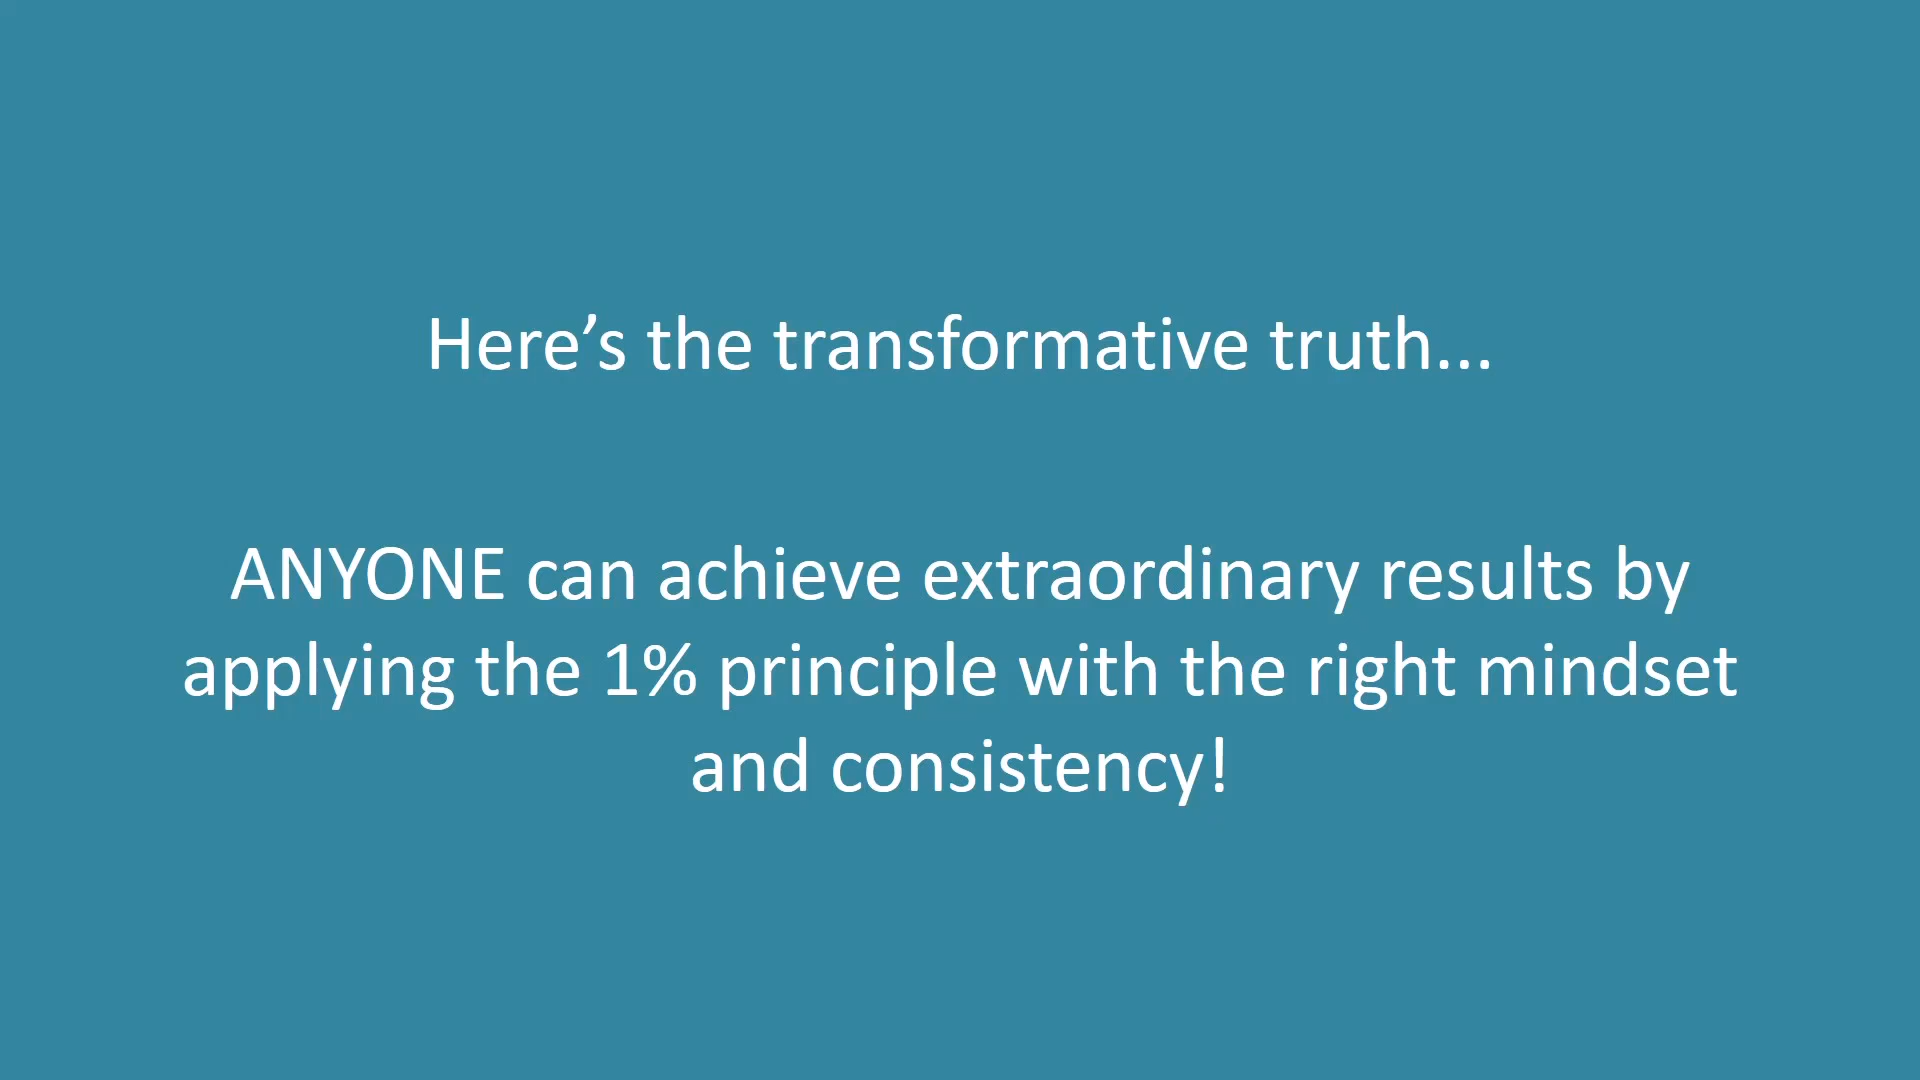 Here’s the transformative truth...
ANYONE can achieve extraordinary results by
applying the 1% principle with the right mindset
and consistency!